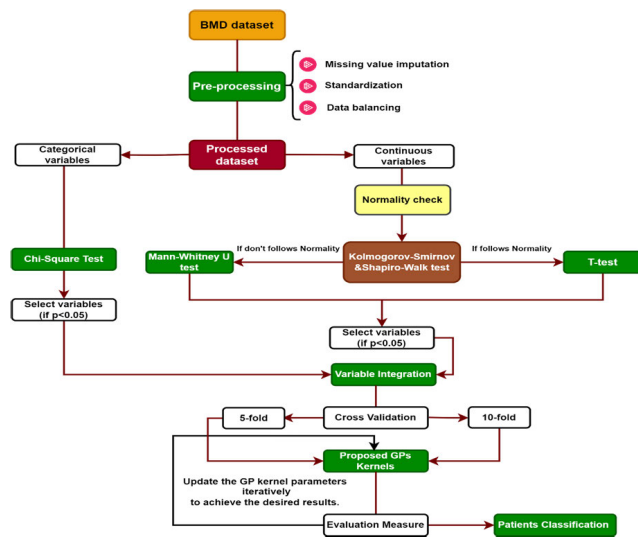 BMD dataset
Pre-processing
Missing value imputation
Standardization
Data balancing
Categorical
variables
Processed
dataset
Continuous
variables
Normality check
If don't follows Normality
If follows Normality
Chi-Square Test
Mann-Whitney U
test
Kolmogorov-Smirnov
&Shapiro-Walk test
T-test
Select variables
(if p<0.05)
Select variables
(if p<0.05)
Variable Integration
5-fold
Cross Validation
10-fold
Proposed GPs
Kernels
Update the GP kernel parameters
iteratively
to achieve the desired results.
Evaluation Measure
Patients Classification